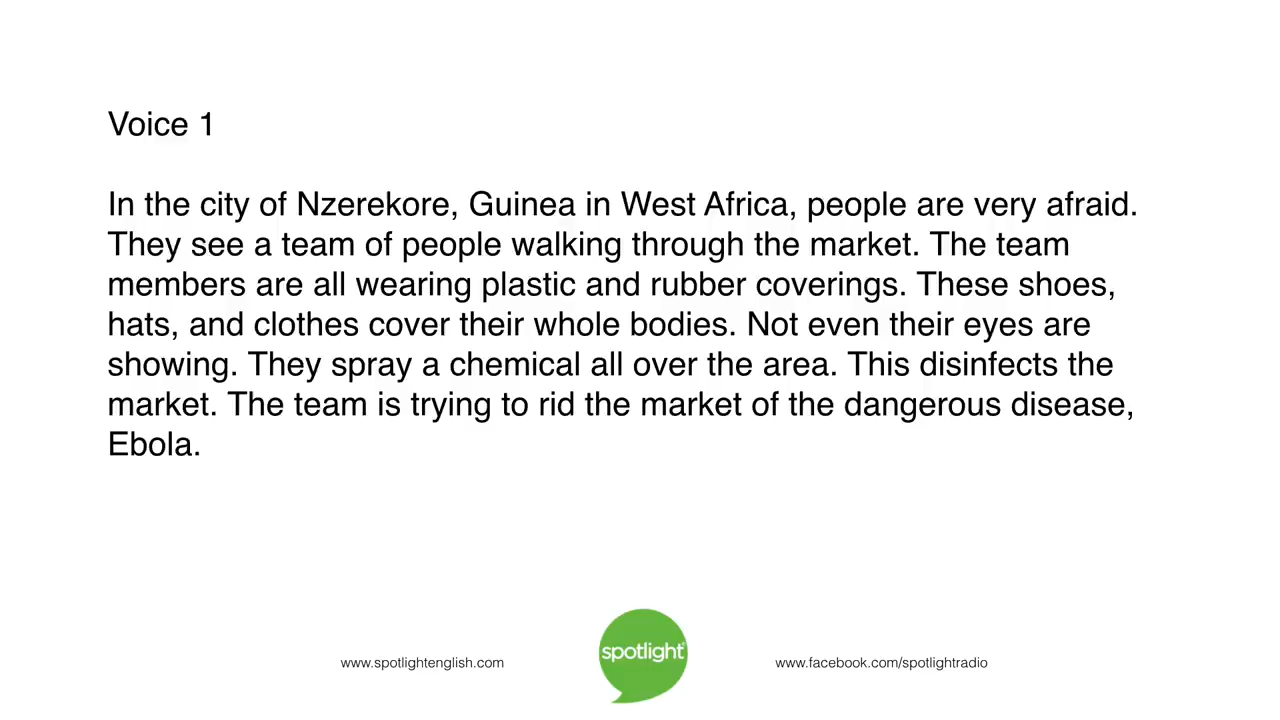 Voice 1
In the city of Nzerekore, Guinea in West Africa, people are very afraid.
They see a team of people walking through the market. The team
members are all wearing plastic and rubber coverings. These shoes,
hats, and clothes cover their whole bodies. Not even their eyes are
showing. They spray a chemical all over the area. This disinfects the
market. The team is trying to rid the market of the dangerous disease,
Ebola.
www.spotlightenglish.com
spotlight®
www.facebook.com/spotlightradio